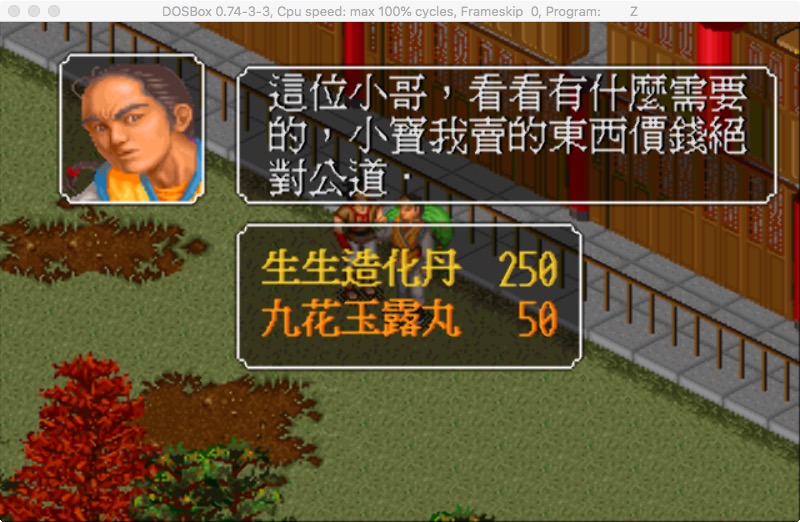 DOSBox 0.74-3-3, Cpu speed: max 100% cycles, Frameskip 0, Program: Z
這位小哥，看看有什麼需要
的，小寶我賣的東西價錢絕
對公道．
生生造化丹 250
九花玉露丸 50